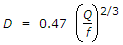 D = 0.47 (Q/f)^2/3